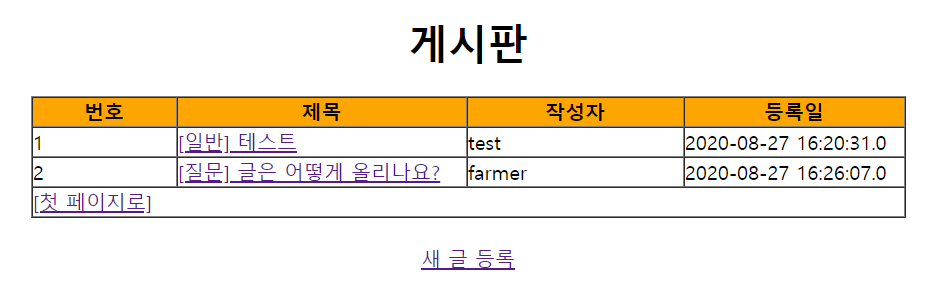 게시판
번호 제목 작성자 등록일
1 [일반] 테스트 test 2020-08-27 16:20:31.0
2 [질문] 글은 어떻게 올리나요? farmer 2020-08-27 16:26:07.0
[첫 페이지로]
새 글 등록